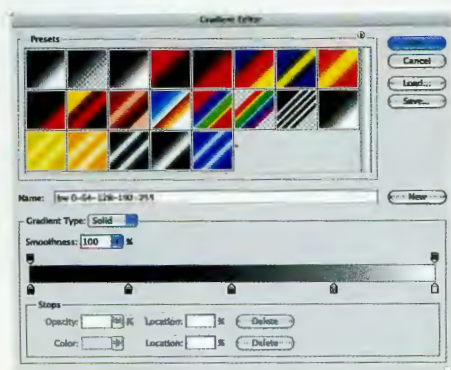 Gradient Editor
Presets
Cancel
Load...
Save...
Name: bw 0-64-128-192-255
New
Gradient Type: Solid
Smoothness: 100 %
Stops
Opacity: % Location: % Delete
Color: Location: % Delete